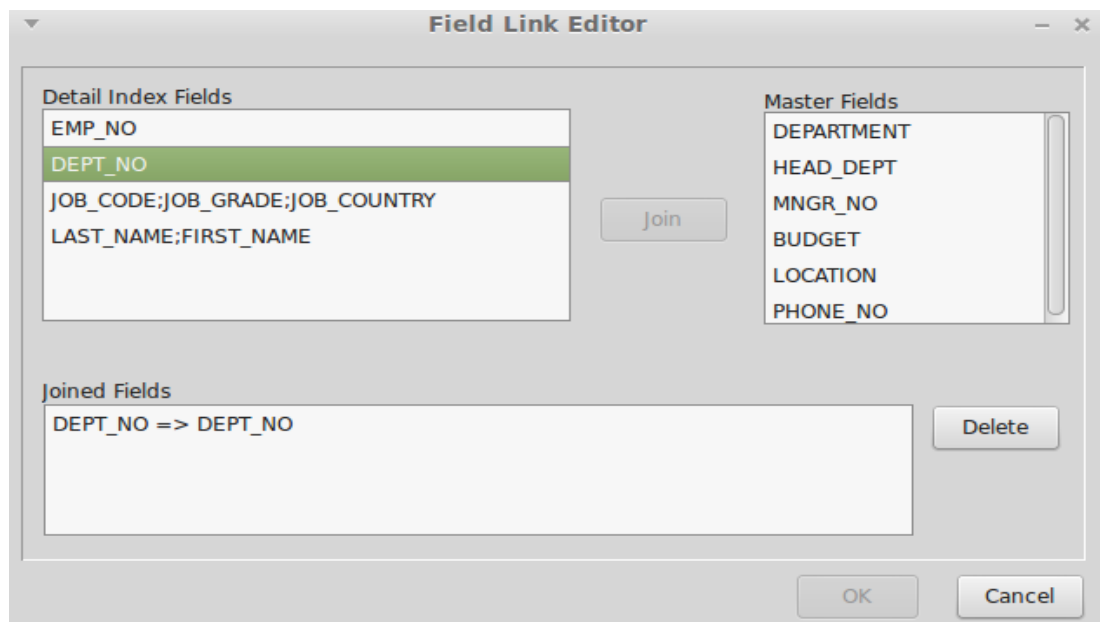 Field Link Editor
Detail Index Fields
EMP_NO
DEPT_NO
JOB_CODE;JOB_GRADE;JOB_COUNTRY
LAST_NAME;FIRST_NAME
Join
Master Fields
DEPARTMENT
HEAD_DEPT
MNGR_NO
BUDGET
LOCATION
PHONE_NO
Joined Fields
DEPT_NO => DEPT_NO
Delete
OK
Cancel